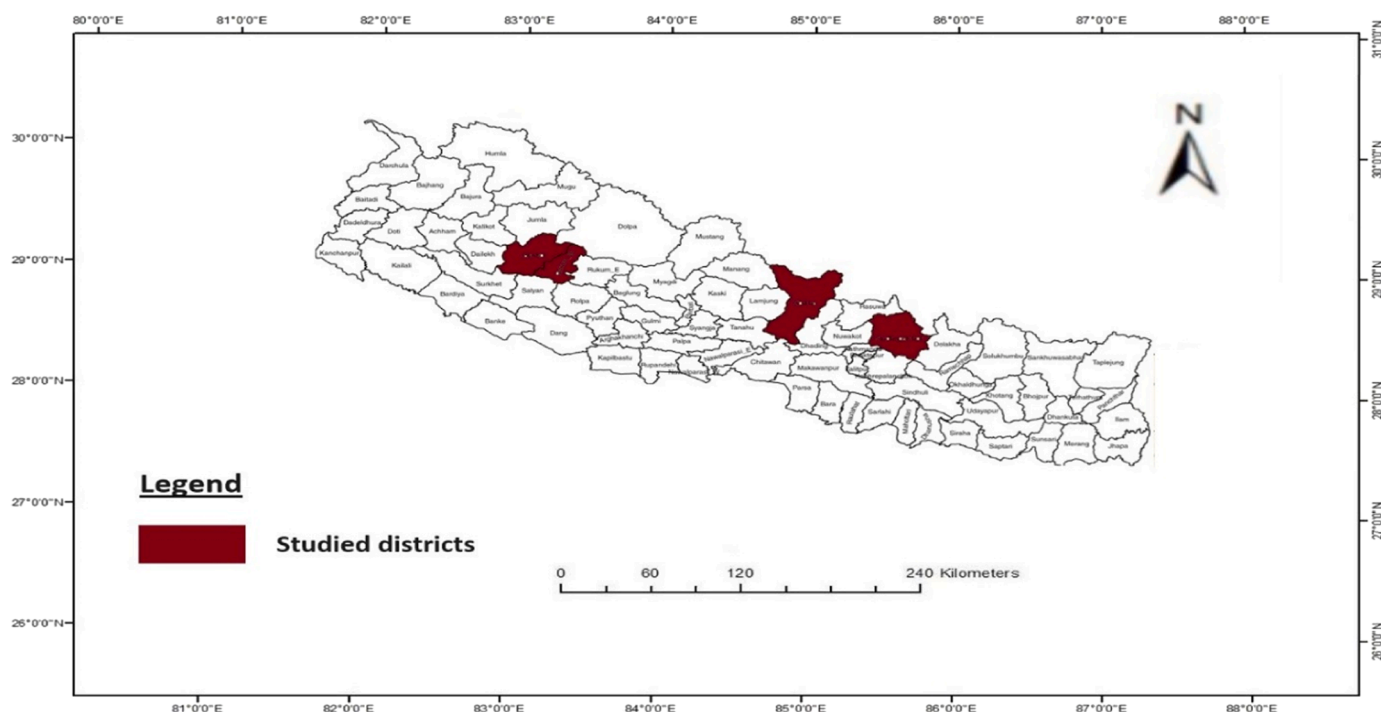 80°0'0"E 81°0'0"E 82°0'0"E 83°0'0"E 84°0'0"E 85°0'0"E 86°0'0"E 87°0'0"E 88°0'0"E
31°0'0"N
N
30°0'0"N
30°0'0"N
Humla
Darchula
Bajhang
Mugu
Bajura
Baitadi
Jumla
Dadeldhura
Doti
Achham
Kalikot
Dolpa
Mustang
Kanchanpur
Dailekh
29°0'0"N
Kailali
Rukum_E
Manang
29°0'0"N
Surkhet
Salyan
Myagdi
Bardiya
Rolpa
Baglung
Kaski
Lamjung
Rasuwa
Banke
Pyuthan
Gulmi
Syangja
Tanahu
Dang
Nuwakot
Dolakha
Palpa
Dhading
Solukhumbu
Sankhuwasabha
Taplejung
Kapilbastu
Rupandehi
Chitawan
Makawanpur
28°0'0"N
Parsa
Sindhuli
Okhaldhunga
Khotang
Bhojpur
28°0'0"N
Bara
Sarlahi
Udayapur
Dhankuta
Ilam
Siraha
Saptari
Sunsari
Morang
Jhapa
Legend
27°0'0"N
27°0'0"N
Studied districts
0 60 120 240 Kilometers
26°0'0"N
26°0'0"N
81°0'0"E 82°0'0"E 83°0'0"E 84°0'0"E 85°0'0"E 86°0'0"E 87°0'0"E 88°0'0"E